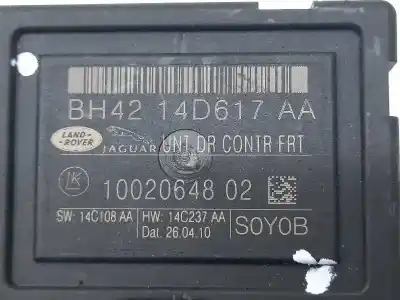 BH42 14D617 AA
LAND-ROVER JAGUAR UNT DR CONTR FRT
1K 10020648 02
SW: 14C108 AA HW: 14C237 AA
Dat. 26.04.10 S0Y0B